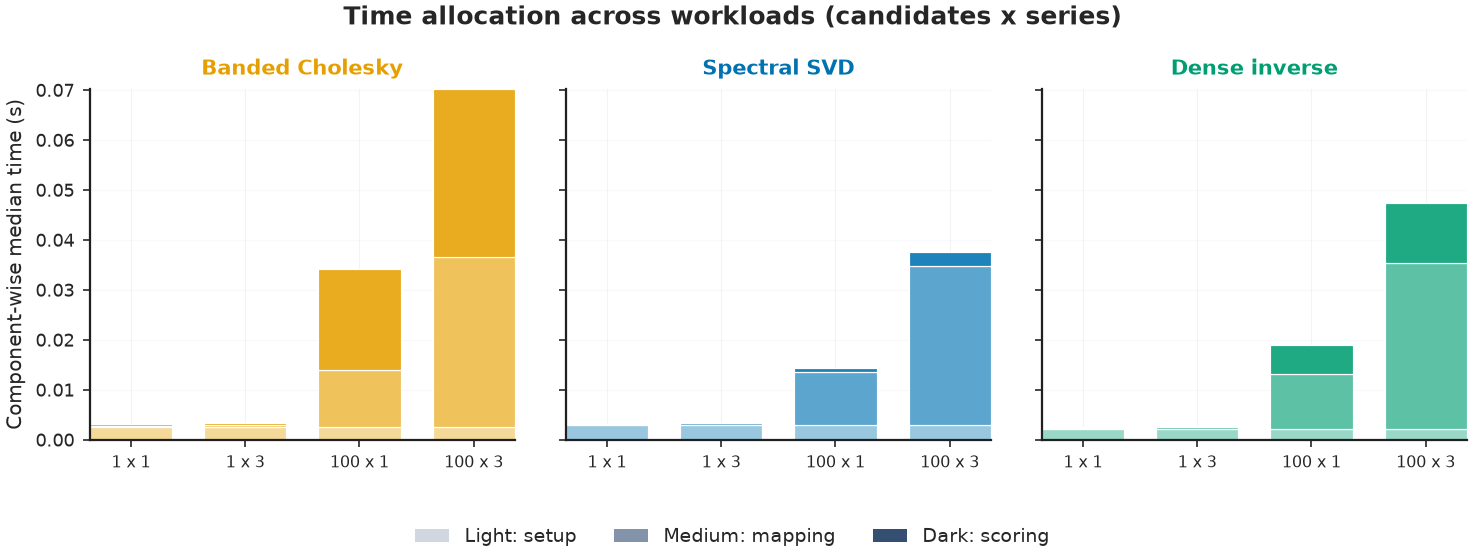 Time allocation across workloads (candidates x series)
Banded Cholesky
Spectral SVD
Dense inverse
Component-wise median time (s)
0.07
0.06
0.05
0.04
0.03
0.02
0.01
0.00
1 x 1
1 x 3
100 x 1
100 x 3
1 x 1
1 x 3
100 x 1
100 x 3
1 x 1
1 x 3
100 x 1
100 x 3
Light: setup
Medium: mapping
Dark: scoring